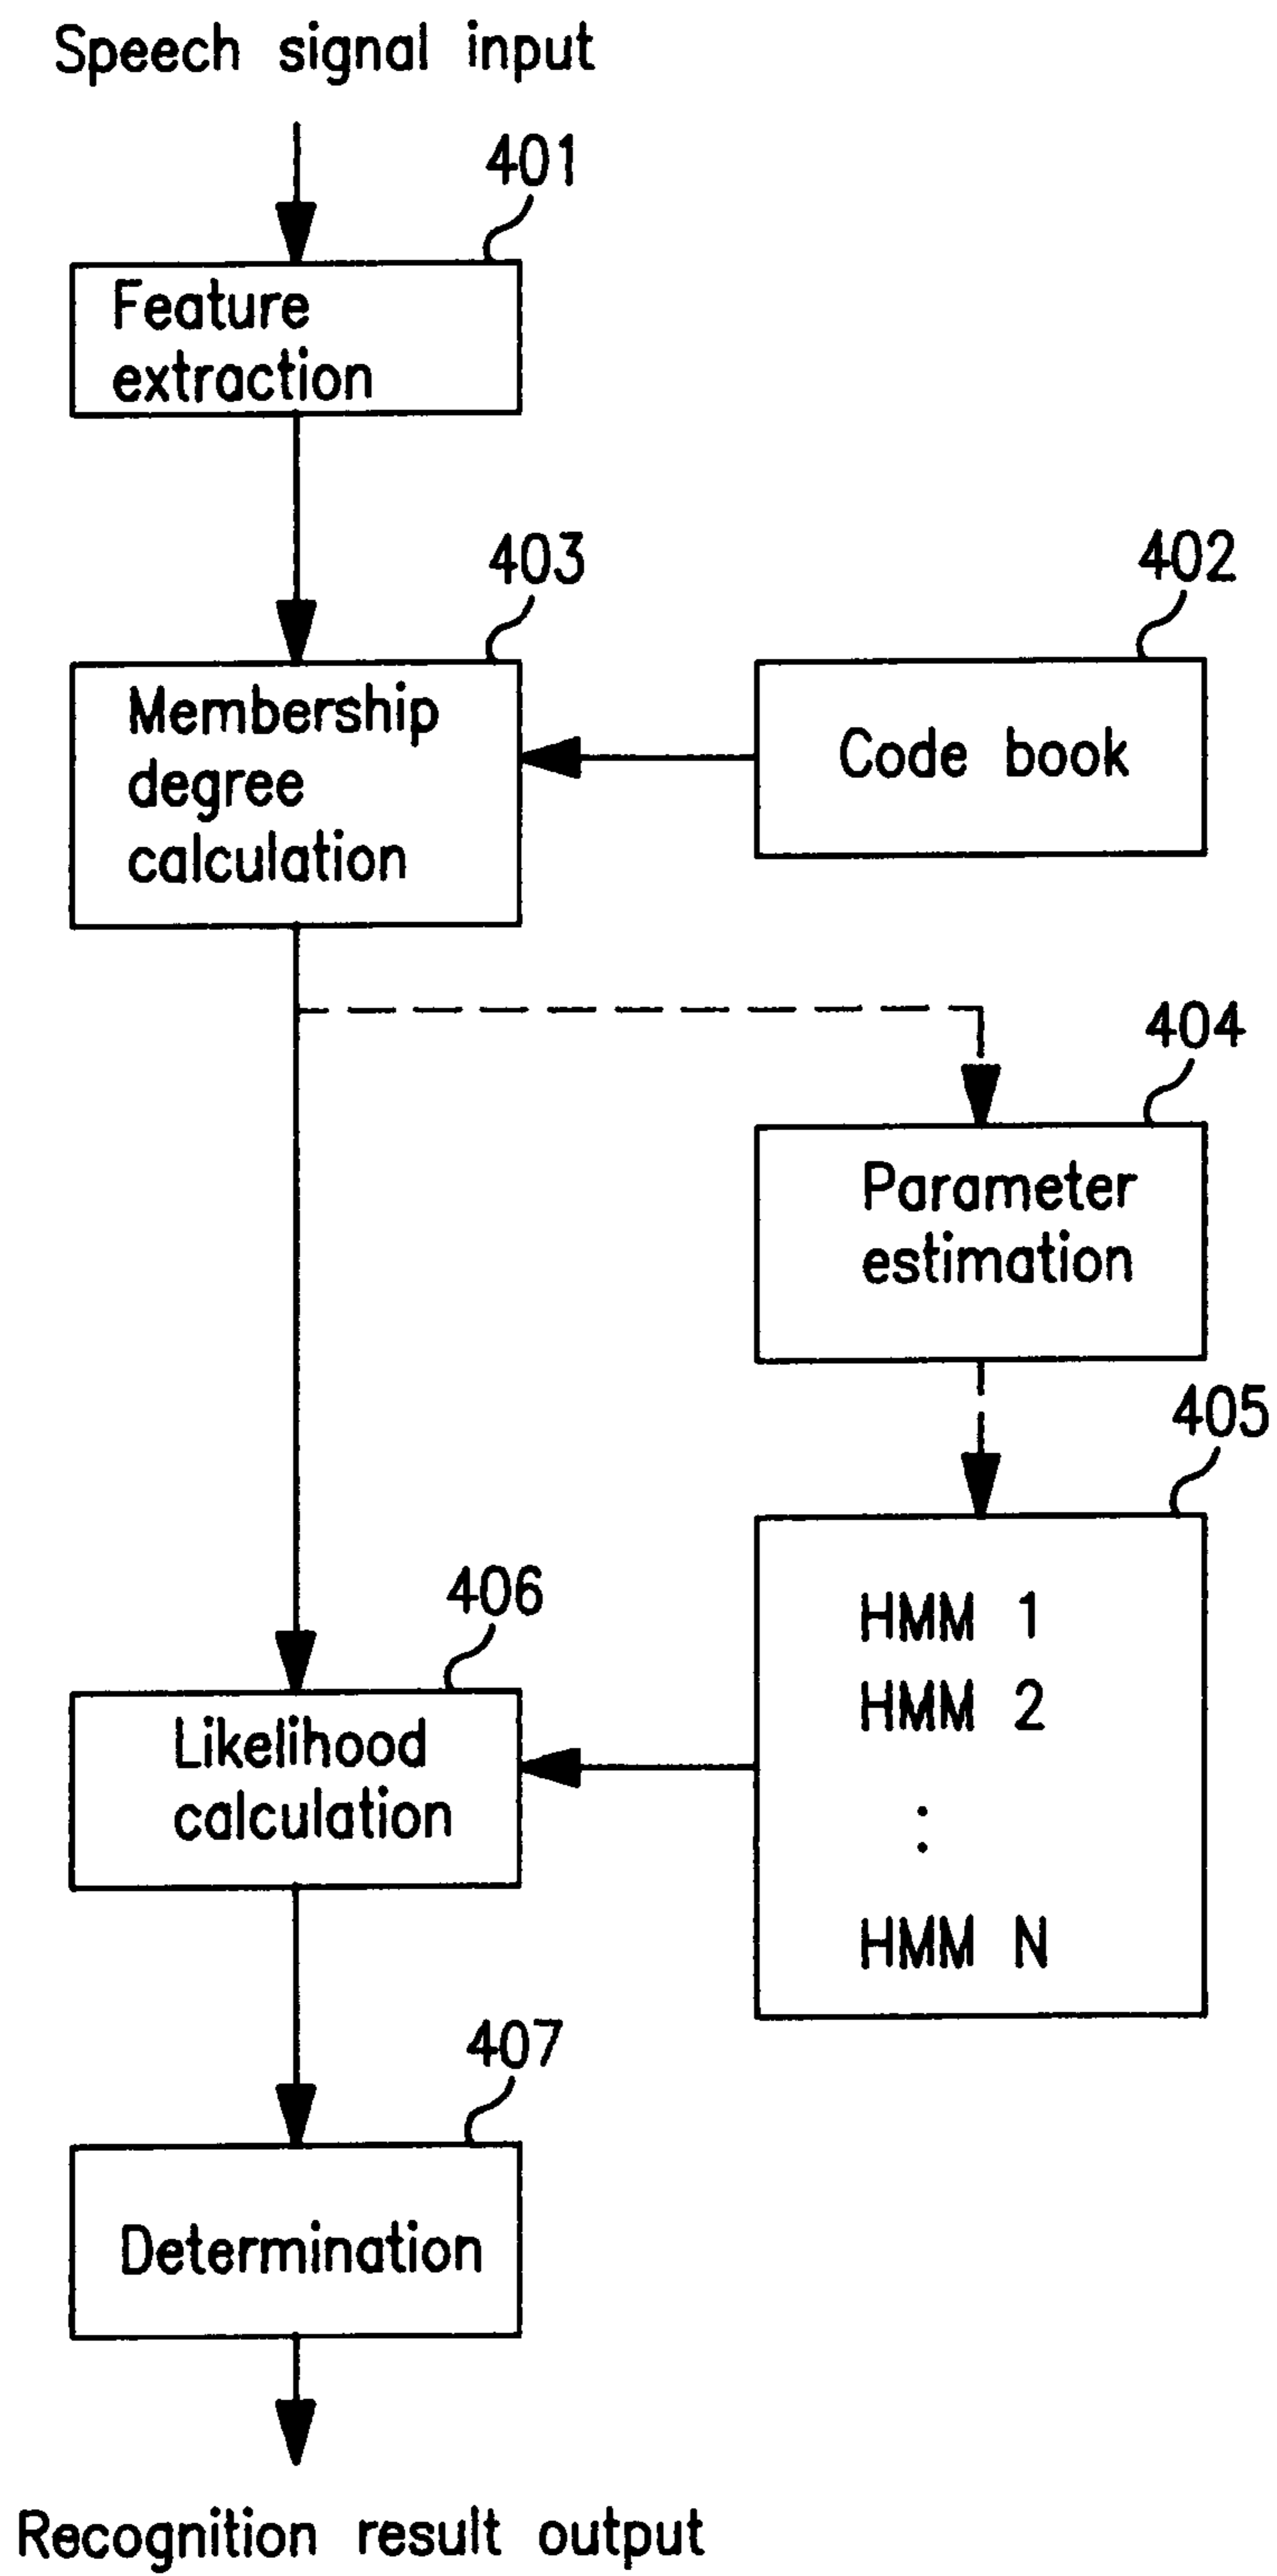 Speech signal input
401
Feature
extraction
403
402
Membership
degree
calculation
Code book
404
Parameter
estimation
405
HMM 1
HMM 2
:
HMM N
406
Likelihood
calculation
407
Determination
Recognition result output